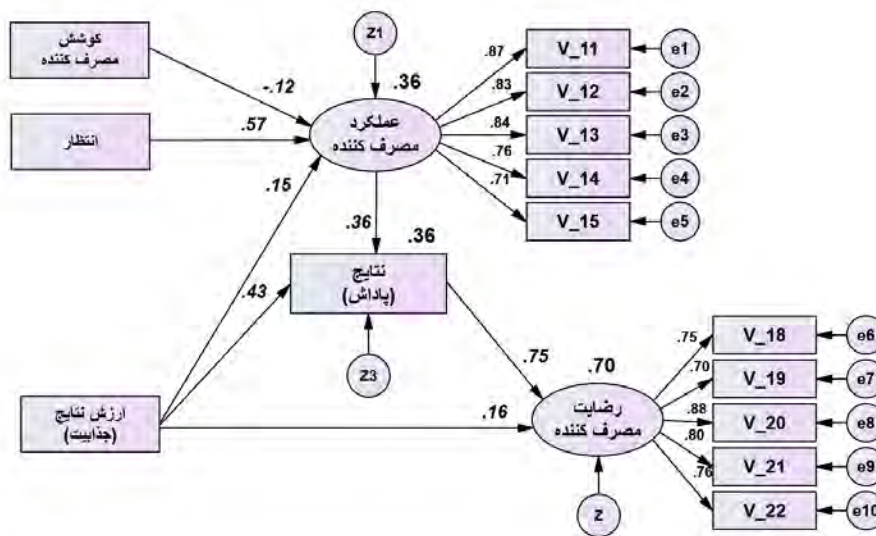 کوشش
مصرف کننده
Z1
.87
V_11
e1
-.12
.36
.83
V_12
e2
انتظار
.57
عملکرد
مصرف کننده
.84
V_13
e3
.76
V_14
e4
.15
.71
V_15
e5
.36
.36
نتایج
(پاداش)
.43
.75
Z3
.70
.75
V_18
e6
.70
V_19
e7
ارزش نتایج
(جذابیت)
.16
رضایت
مصرف کننده
.88
V_20
e8
.80
V_21
e9
.76
V_22
e10
Z